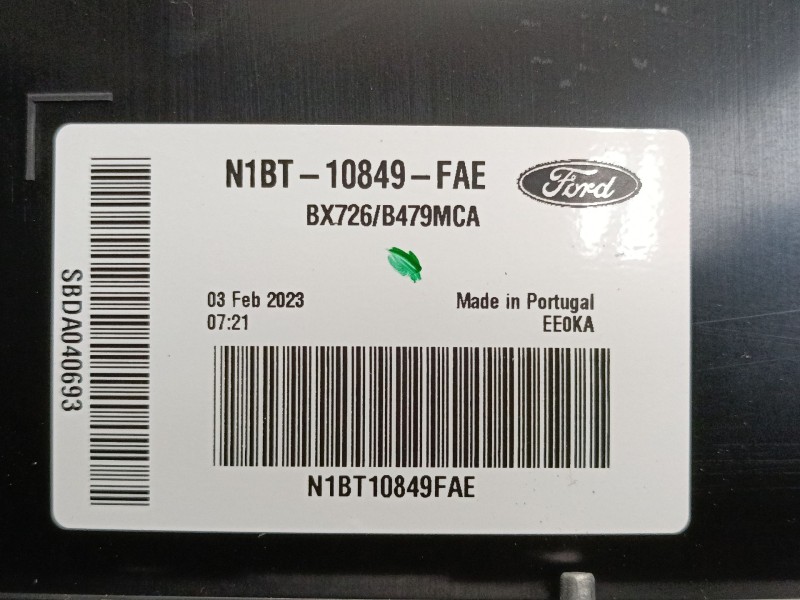 N1BT-10849-FAE
Ford
BX726/B479MCA
03 Feb 2023
Made in Portugal
07:21
EE0KA
SBDA040693
N1BT10849FAE